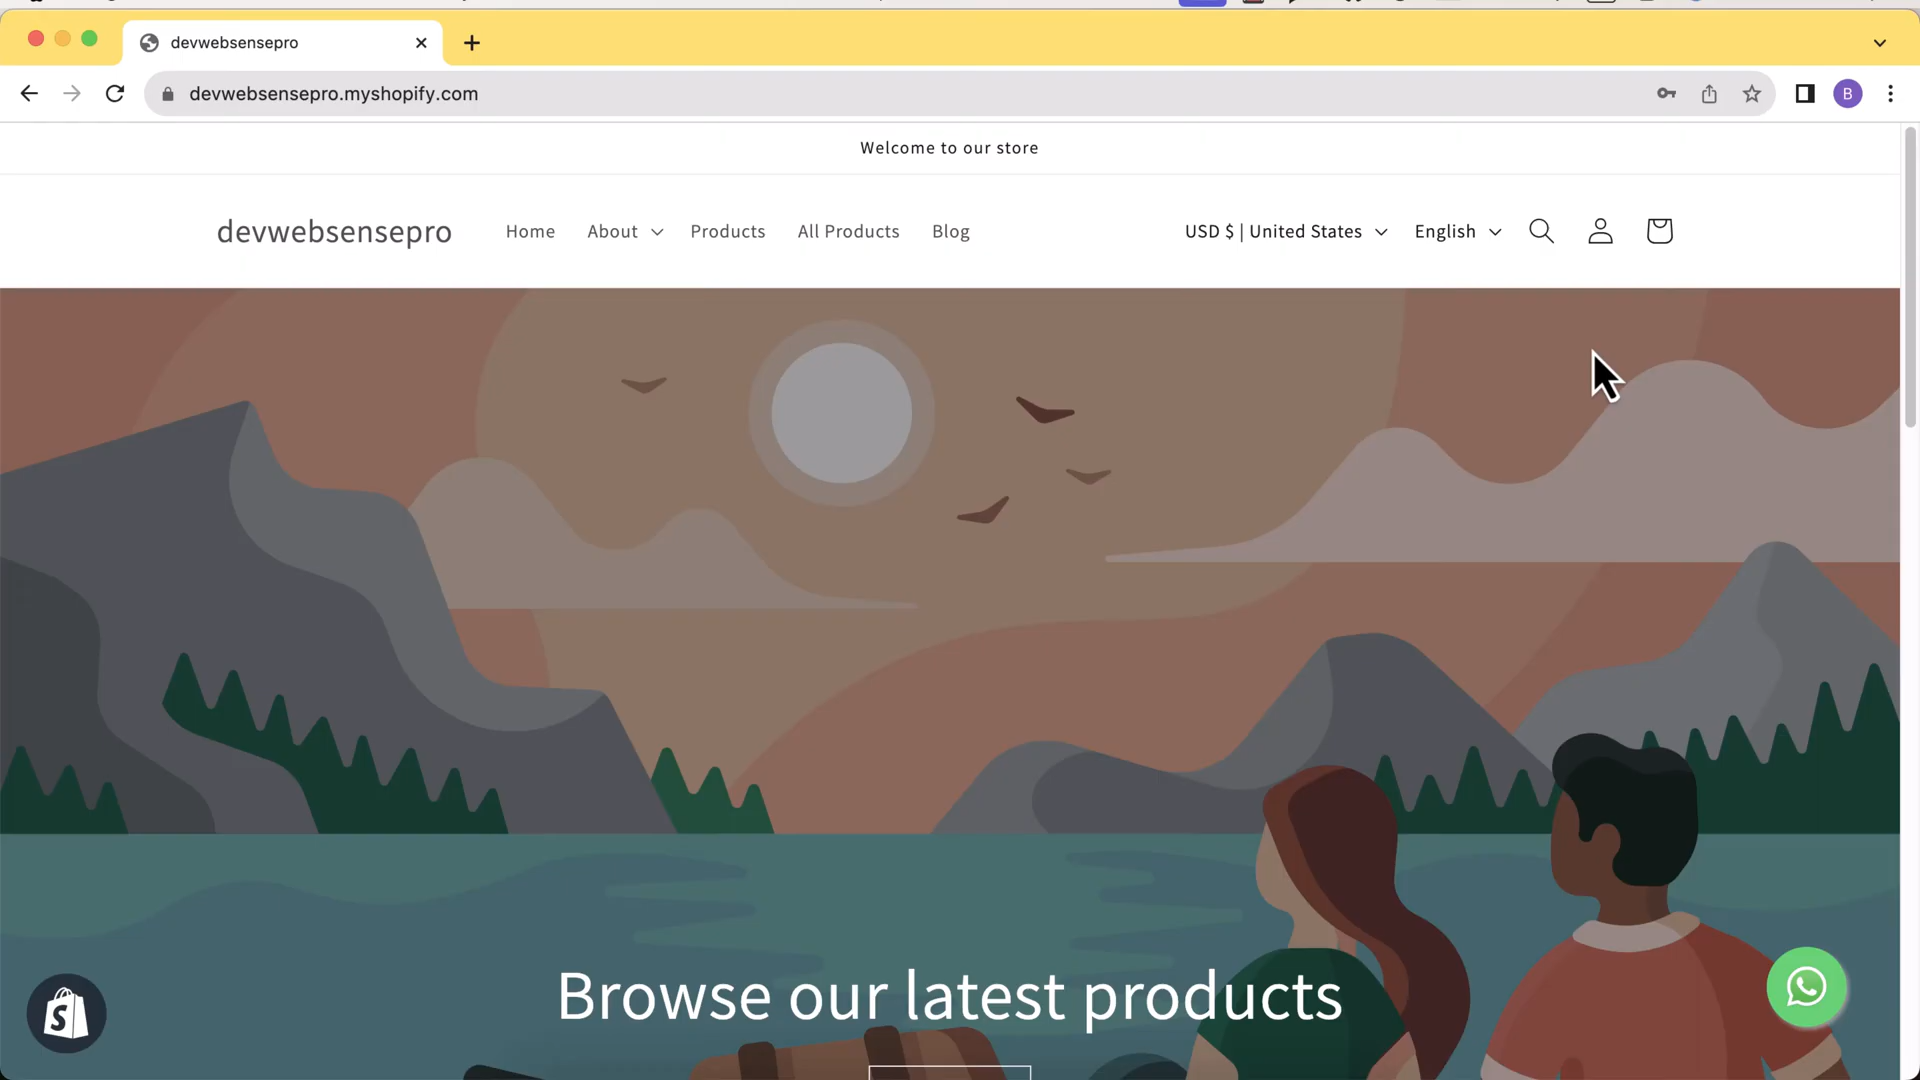 devwebsensepro
devwebsensepro.myshopify.com
B
Welcome to our store
devwebsensepro
Home
About
Products
All Products
Blog
USD $ | United States
English
Browse our latest products
S